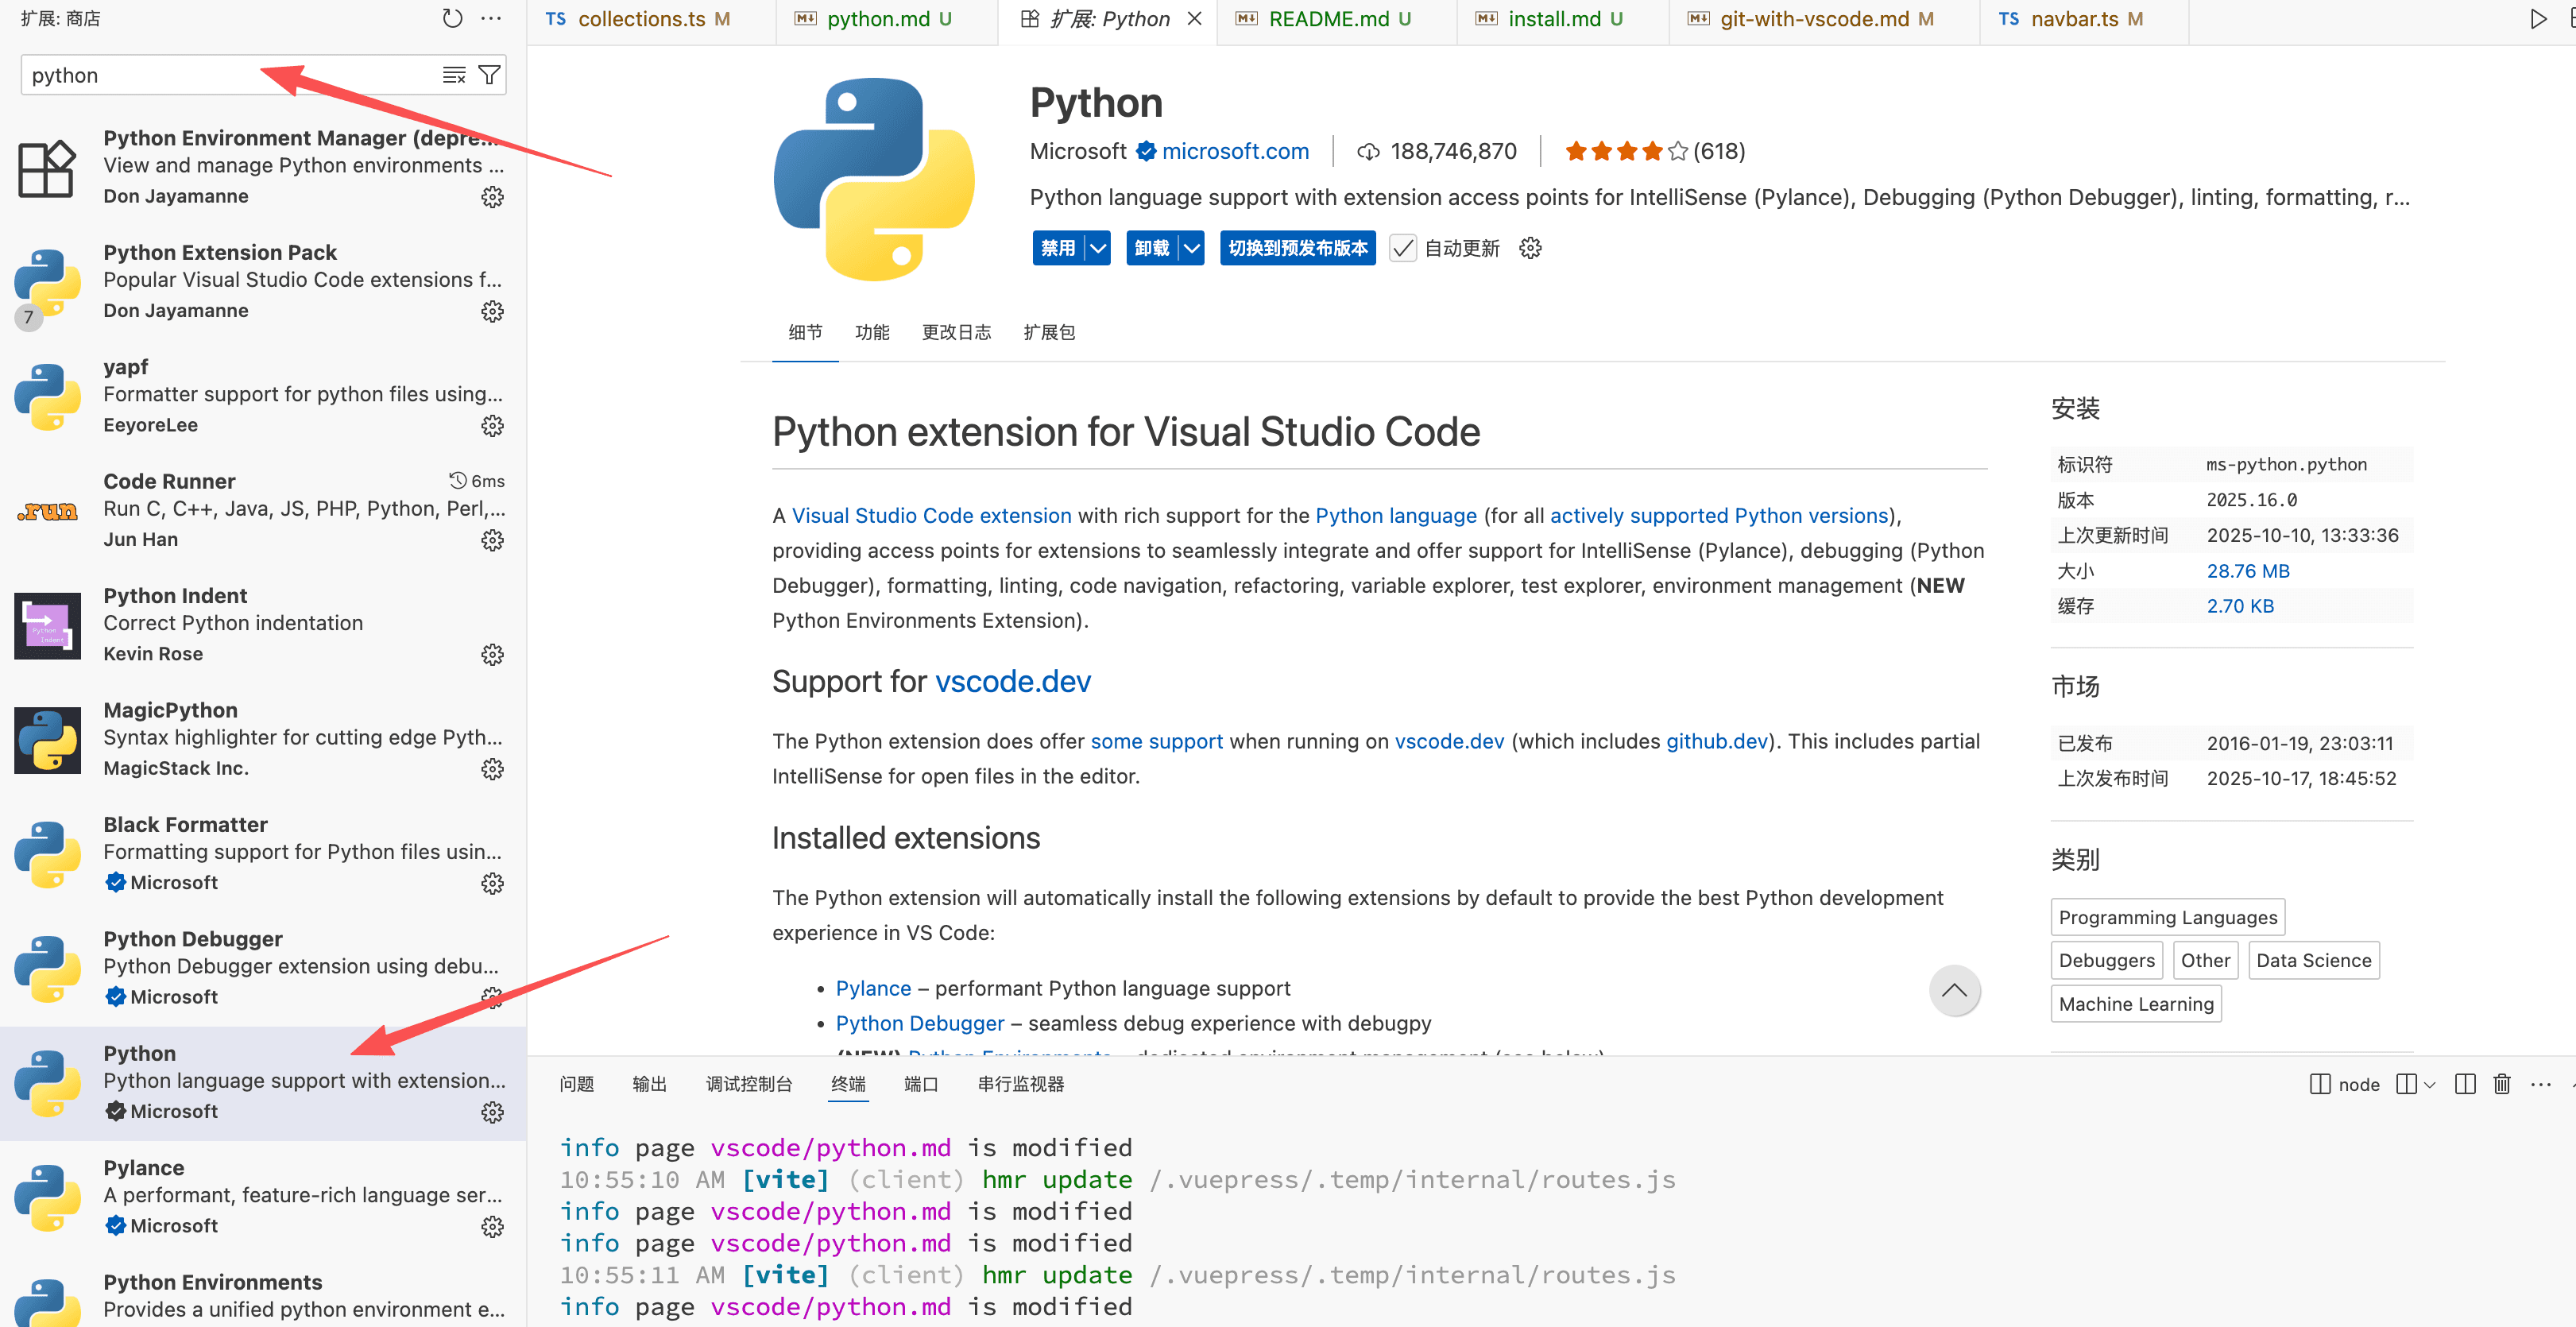 扩展: 商店
python
Python Environment Manager (depre...
View and manage Python environments ...
Don Jayamanne
Python Extension Pack
Popular Visual Studio Code extensions f...
Don Jayamanne
7
yapf
Formatter support for python files using...
EeyoreLee
Code Runner 6ms
.run
Run C, C++, Java, JS, PHP, Python, Perl,...
Jun Han
Python Indent
Correct Python indentation
Python
Indent
Kevin Rose
MagicPython
Syntax highlighter for cutting edge Pyth...
MagicStack Inc.
Black Formatter
Formatting support for Python files usin...
Microsoft
Python Debugger
Python Debugger extension using debu...
Microsoft
Python
Python language support with extension...
Microsoft
Pylance
A performant, feature-rich language ser...
Microsoft
Python Environments
Provides a unified python environment e...
TS collections.ts M
python.md U
扩展: Python
README.md U
install.md U
git-with-vscode.md M
TS navbar.ts M
Python
Microsoft microsoft.com 188,746,870 (618)
Python language support with extension access points for IntelliSense (Pylance), Debugging (Python Debugger), linting, formatting, r...
禁用 卸载 切换到预发布版本 自动更新
细节 功能 更改日志 扩展包
Python extension for Visual Studio Code
A Visual Studio Code extension with rich support for the Python language (for all actively supported Python versions),
providing access points for extensions to seamlessly integrate and offer support for IntelliSense (Pylance), debugging (Python
Debugger), formatting, linting, code navigation, refactoring, variable explorer, test explorer, environment management (NEW
Python Environments Extension).
Support for vscode.dev
The Python extension does offer some support when running on vscode.dev (which includes github.dev). This includes partial
IntelliSense for open files in the editor.
Installed extensions
The Python extension will automatically install the following extensions by default to provide the best Python development
experience in VS Code:
• Pylance – performant Python language support
• Python Debugger – seamless debug experience with debugpy
(NEW) Python Environments – dedicated environment management (see below)
安装
标识符 ms-python.python
版本 2025.16.0
上次更新时间 2025-10-10, 13:33:36
大小 28.76 MB
缓存 2.70 KB
市场
已发布 2016-01-19, 23:03:11
上次发布时间 2025-10-17, 18:45:52
类别
Programming Languages
Debuggers Other Data Science
Machine Learning
问题 输出 调试控制台 终端 端口 串行监视器
node
info page vscode/python.md is modified
10:55:10 AM [vite] (client) hmr update /.vuepress/.temp/internal/routes.js
info page vscode/python.md is modified
info page vscode/python.md is modified
10:55:11 AM [vite] (client) hmr update /.vuepress/.temp/internal/routes.js
info page vscode/python.md is modified